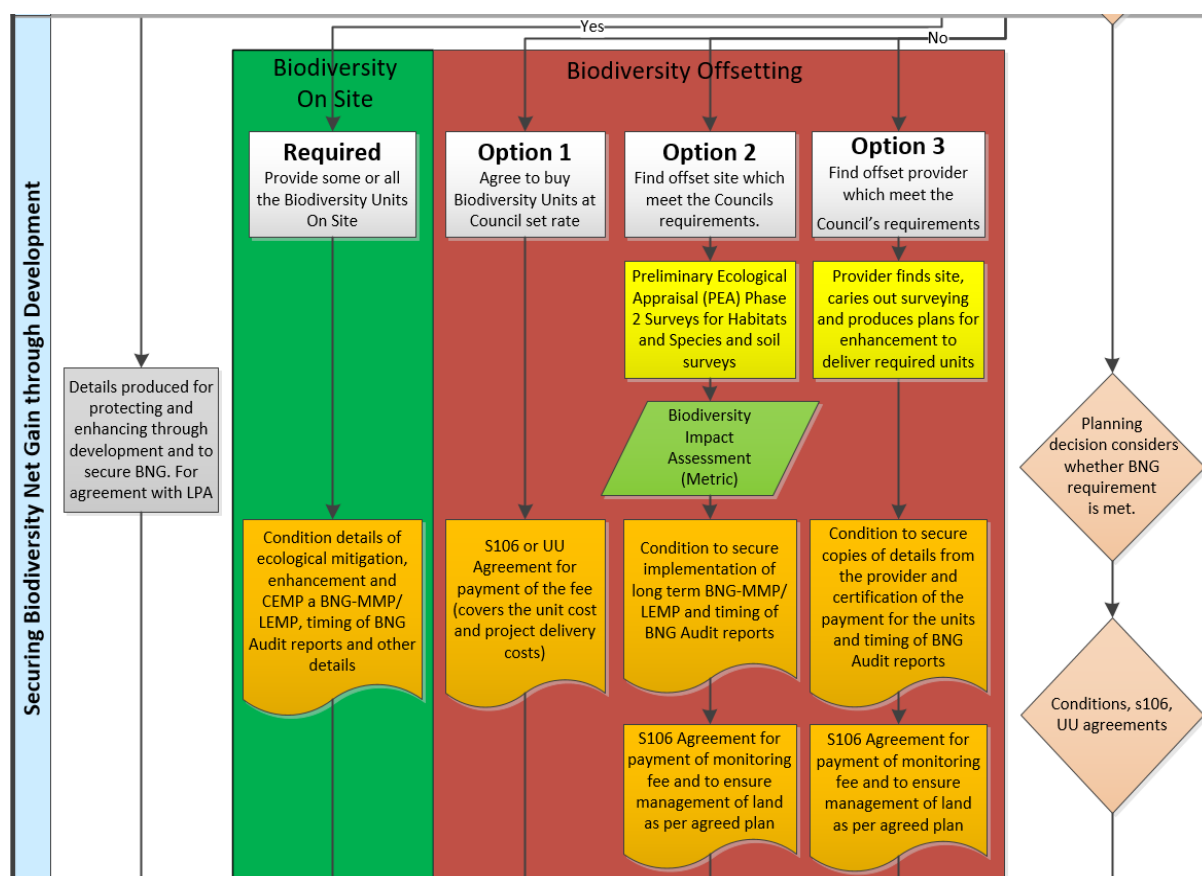 Securing Biodiversity Net Gain through Development
Yes
No
Biodiversity
On Site
Biodiversity Offsetting
Required
Provide some or all
the Biodiversity Units
On Site
Option 1
Agree to buy
Biodiversity Units at
Council set rate
Option 2
Find offset site which
meet the Councils
requirements.
Option 3
Find offset provider
which meet the
Council's requirements
Preliminary Ecological
Appraisal (PEA) Phase
2 Surveys for Habitats
and Species and soil
surveys
Provider finds site,
caries out surveying
and produces plans for
enhancement to
deliver required units
Details produced for
protecting and
enhancing through
development and to
secure BNG. For
agreement with LPA
Biodiversity
Impact
Assessment
(Metric)
Planning
decision considers
whether BNG
requirement
is met.
Condition details of
ecological mitigation,
enhancement and
CEMP a BNG-MMP/
LEMP, timing of BNG
Audit reports and other
details
S106 or UU
Agreement for
payment of the fee
(covers the unit cost
and project delivery
costs)
Condition to secure
implementation of
long term BNG-MMP/
LEMP and timing of
BNG Audit reports
Condition to secure
copies of details from
the provider and
certification of the
payment for the units
and timing of BNG
Audit reports
Conditions, s106,
UU agreements
S106 Agreement for
payment of monitoring
fee and to ensure
management of land
as per agreed plan
S106 Agreement for
payment of monitoring
fee and to ensure
management of land
as per agreed plan